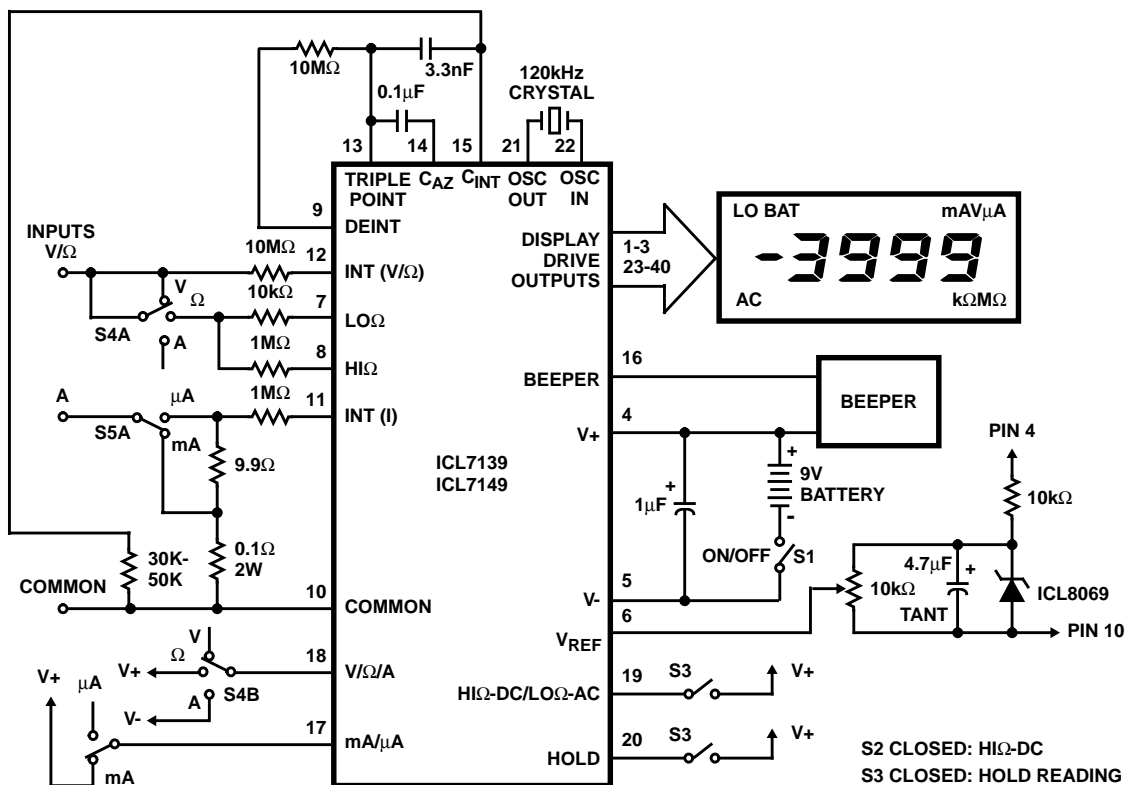 10MΩ
3.3nF
0.1µF
120kHz
CRYSTAL
13
14
15
21
22
TRIPLE
POINT
CAZ
CINT
OSC
OUT
OSC
IN
9
DEINT
INPUTS
V/Ω
10MΩ
12
INT (V/Ω)
10kΩ
7
LOΩ
V
Ω
S4A
A
1MΩ
8
HIΩ
1MΩ
11
INT (I)
A
µA
S5A
mA
9.9Ω
0.1Ω
2W
30K-
50K
COMMON
10
COMMON
V
Ω
V+
18
V/Ω/A
A
S4B
V-
V+
µA
17
mA/µA
mA
ICL7139
ICL7149
DISPLAY
DRIVE
OUTPUTS
1-3
23-40
LO BAT
mAVµA
-3999
AC
kΩMΩ
16
BEEPER
BEEPER
4
V+
+
1µF
+
9V
BATTERY
-
ON/OFF
S1
5
V-
6
VREF
PIN 4
10kΩ
10kΩ
4.7µF
+
TANT
ICL8069
PIN 10
19
HIΩ-DC/LOΩ-AC
S3
V+
20
HOLD
S3
V+
S2 CLOSED: HIΩ-DC
S3 CLOSED: HOLD READING